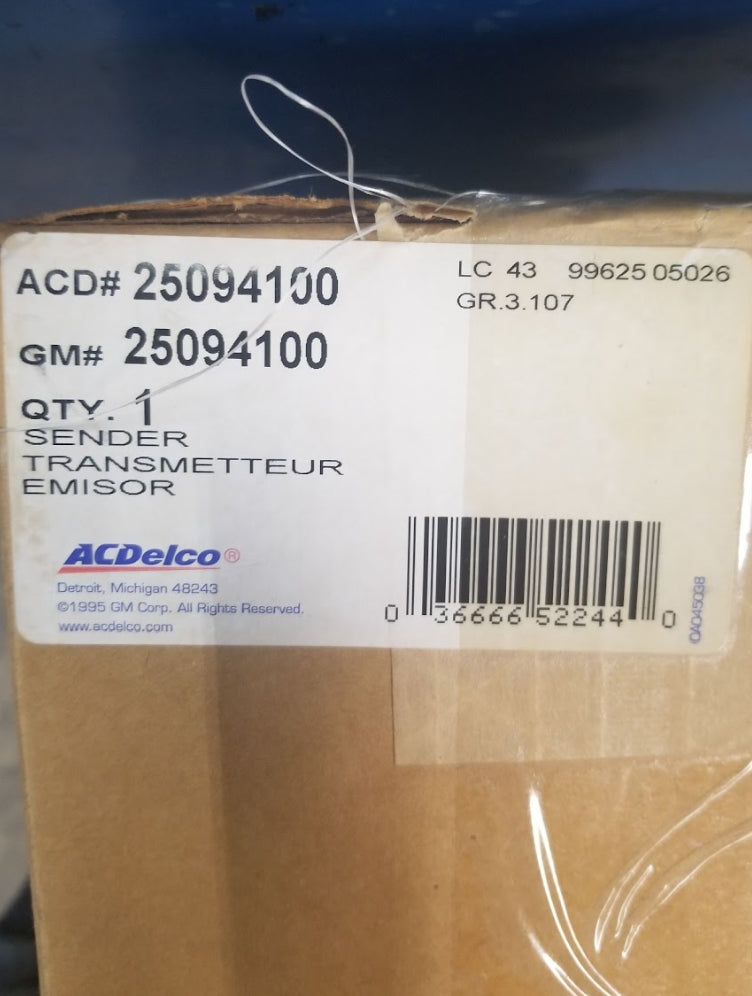 ACD# 25094100
GM# 25094100
QTY. 1
SENDER
TRANSMETTEUR
EMISOR
LC 43 99625 05026
GR.3.107
ACDelco®
Detroit, Michigan 48243
©1995 GM Corp. All Rights Reserved.
www.acdelco.com
0 36666 52244 0
0A045038